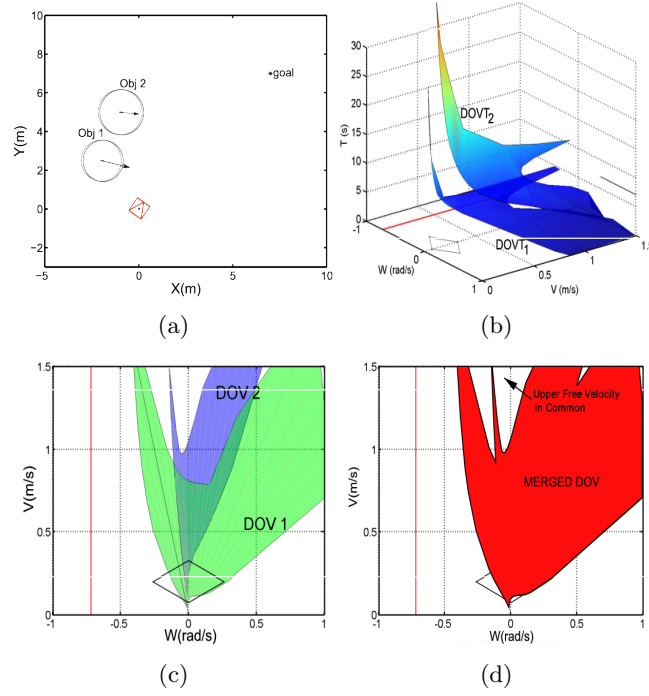 10
8
6
4
2
0
-2
-5
0
5
10
Y(m)
X(m)
Obj 2
Obj 1
goal
(a)
30
25
20
15
10
5
0
T (s)
DOVT2
DOVT1
-1
0
1
W (rad/s)
0
0.5
1
1.5
V (m/s)
(b)
1.5
1
0.5
0
V(m/s)
DOV 2
DOV 1
-1
-0.5
0
0.5
1
W(rad/s)
(c)
1.5
1
0.5
0
V(m/s)
Upper Free Velocity
in Common
MERGED DOV
-1
-0.5
0
0.5
1
W(rad/s)
(d)